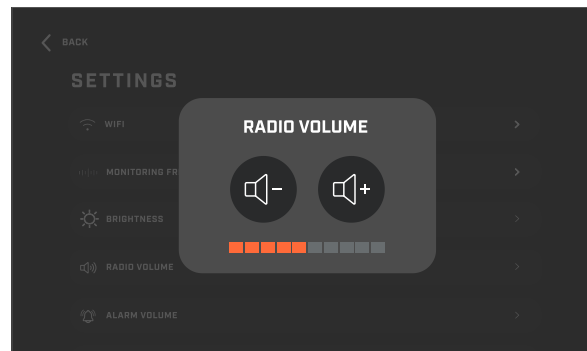 BACK
SETTINGS
WIFI
RADIO VOLUME
MONITORING FR
BRIGHTNESS
RADIO VOLUME
ALARM VOLUME